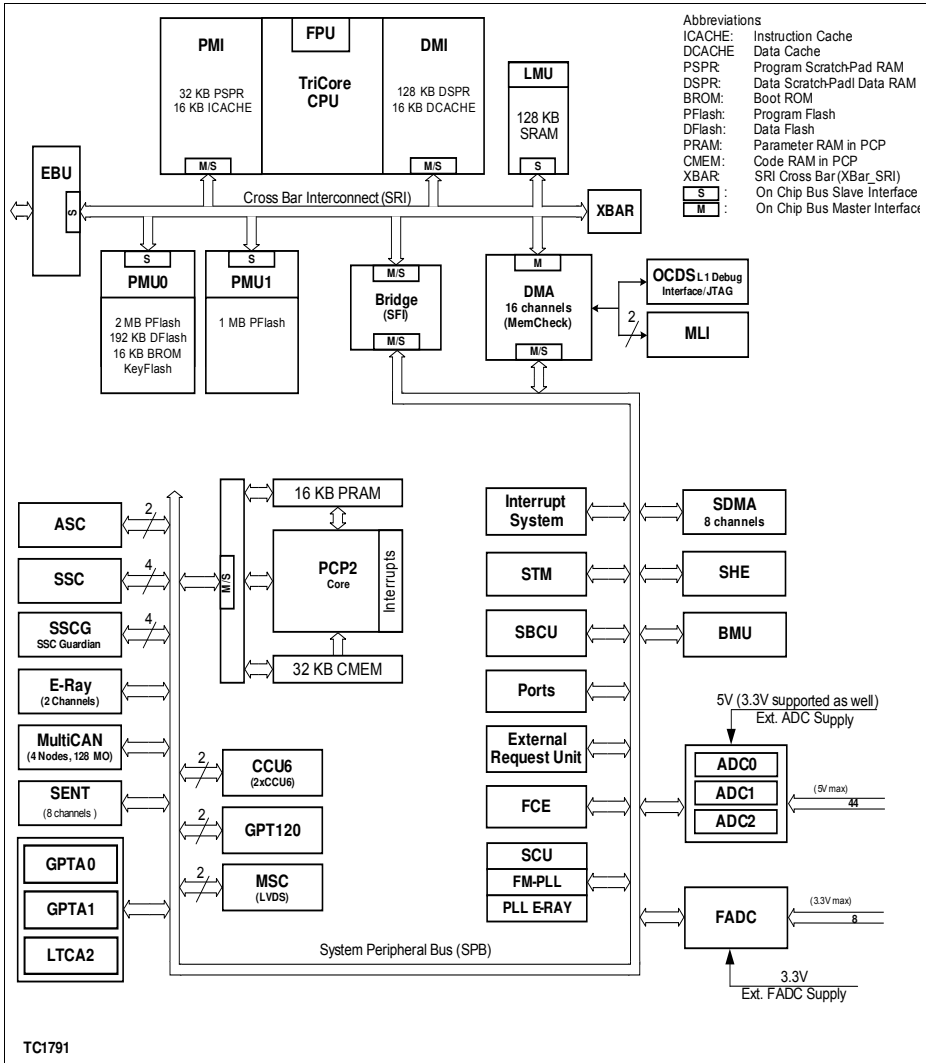 PMI
FPU
DMI
TriCore
CPU
32 KB PSPR
16 KB ICACHE
128 KB DSPR
16 KB DCACHE
M/S
M/S
LMU
128 KB
SRAM
S
Abbreviations:
ICACHE: Instruction Cache
DCACHE Data Cache
PSPR: Program Scratch-Pad RAM
DSPR: Data Scratch-Padl Data RAM
BROM: Boot ROM
PFlash: Program Flash
DFlash: Data Flash
PRAM: Parameter RAM in PCP
CMEM: Code RAM in PCP
XBAR: SRI Cross Bar (XBar_SRI)
S : On Chip Bus Slave Interface
M : On Chip Bus Master Interface
EBU
S
Cross Bar Interconnect (SRI)
XBAR
S
PMU0
2 MB PFlash
192 KB DFlash
16 KB BROM
KeyFlash
S
PMU1
1 MB PFlash
M/S
Bridge
(SFI)
M/S
M
DMA
16 channels
(MemCheck)
M/S
OCDS L1 Debug
Interface/JTAG
2
MLI
ASC
2
SSC
4
SSCG
SSC Guardian
4
E-Ray
(2 Channels)
MultiCAN
(4 Nodes, 128 MO)
SENT
(8 channels )
GPTA0
GPTA1
LTCA2
M/S
16 KB PRAM
PCP2
Core
Interrupts
32 KB CMEM
2
CCU6
(2xCCU6)
2
GPT120
2
MSC
(LVDS)
Interrupt
System
STM
SBCU
Ports
External
Request Unit
FCE
SCU
FM-PLL
PLL E-RAY
SDMA
8 channels
SHE
BMU
5V (3.3V supported as well)
Ext. ADC Supply
ADC0
ADC1
ADC2
(5V max)
44
FADC
(3.3V max)
8
3.3V
Ext. FADC Supply
System Peripheral Bus (SPB)
TC1791